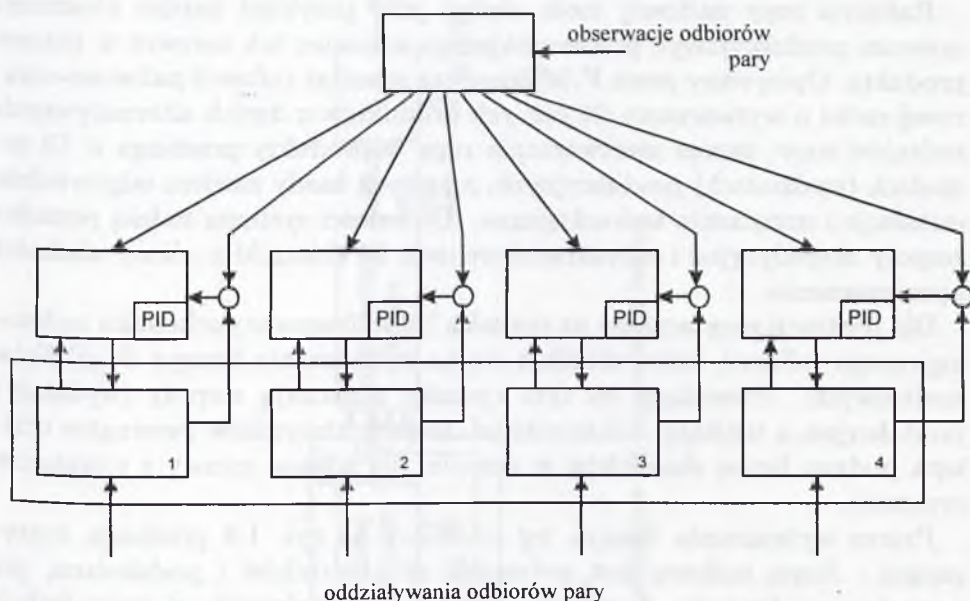 obserwacje odbiorów
pary
PID
PID
PID
PID
1
2
3
4
oddziaływania odbiorów pary